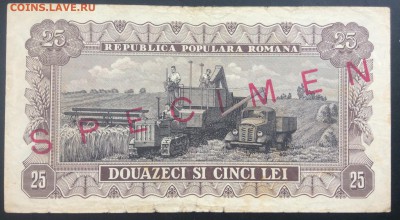 COINS.LAVE.RU
25 25
REPUBLICA POPULARA ROMANA
SPECIMEN
25 DOUAZECI SI CINCI LEI 25